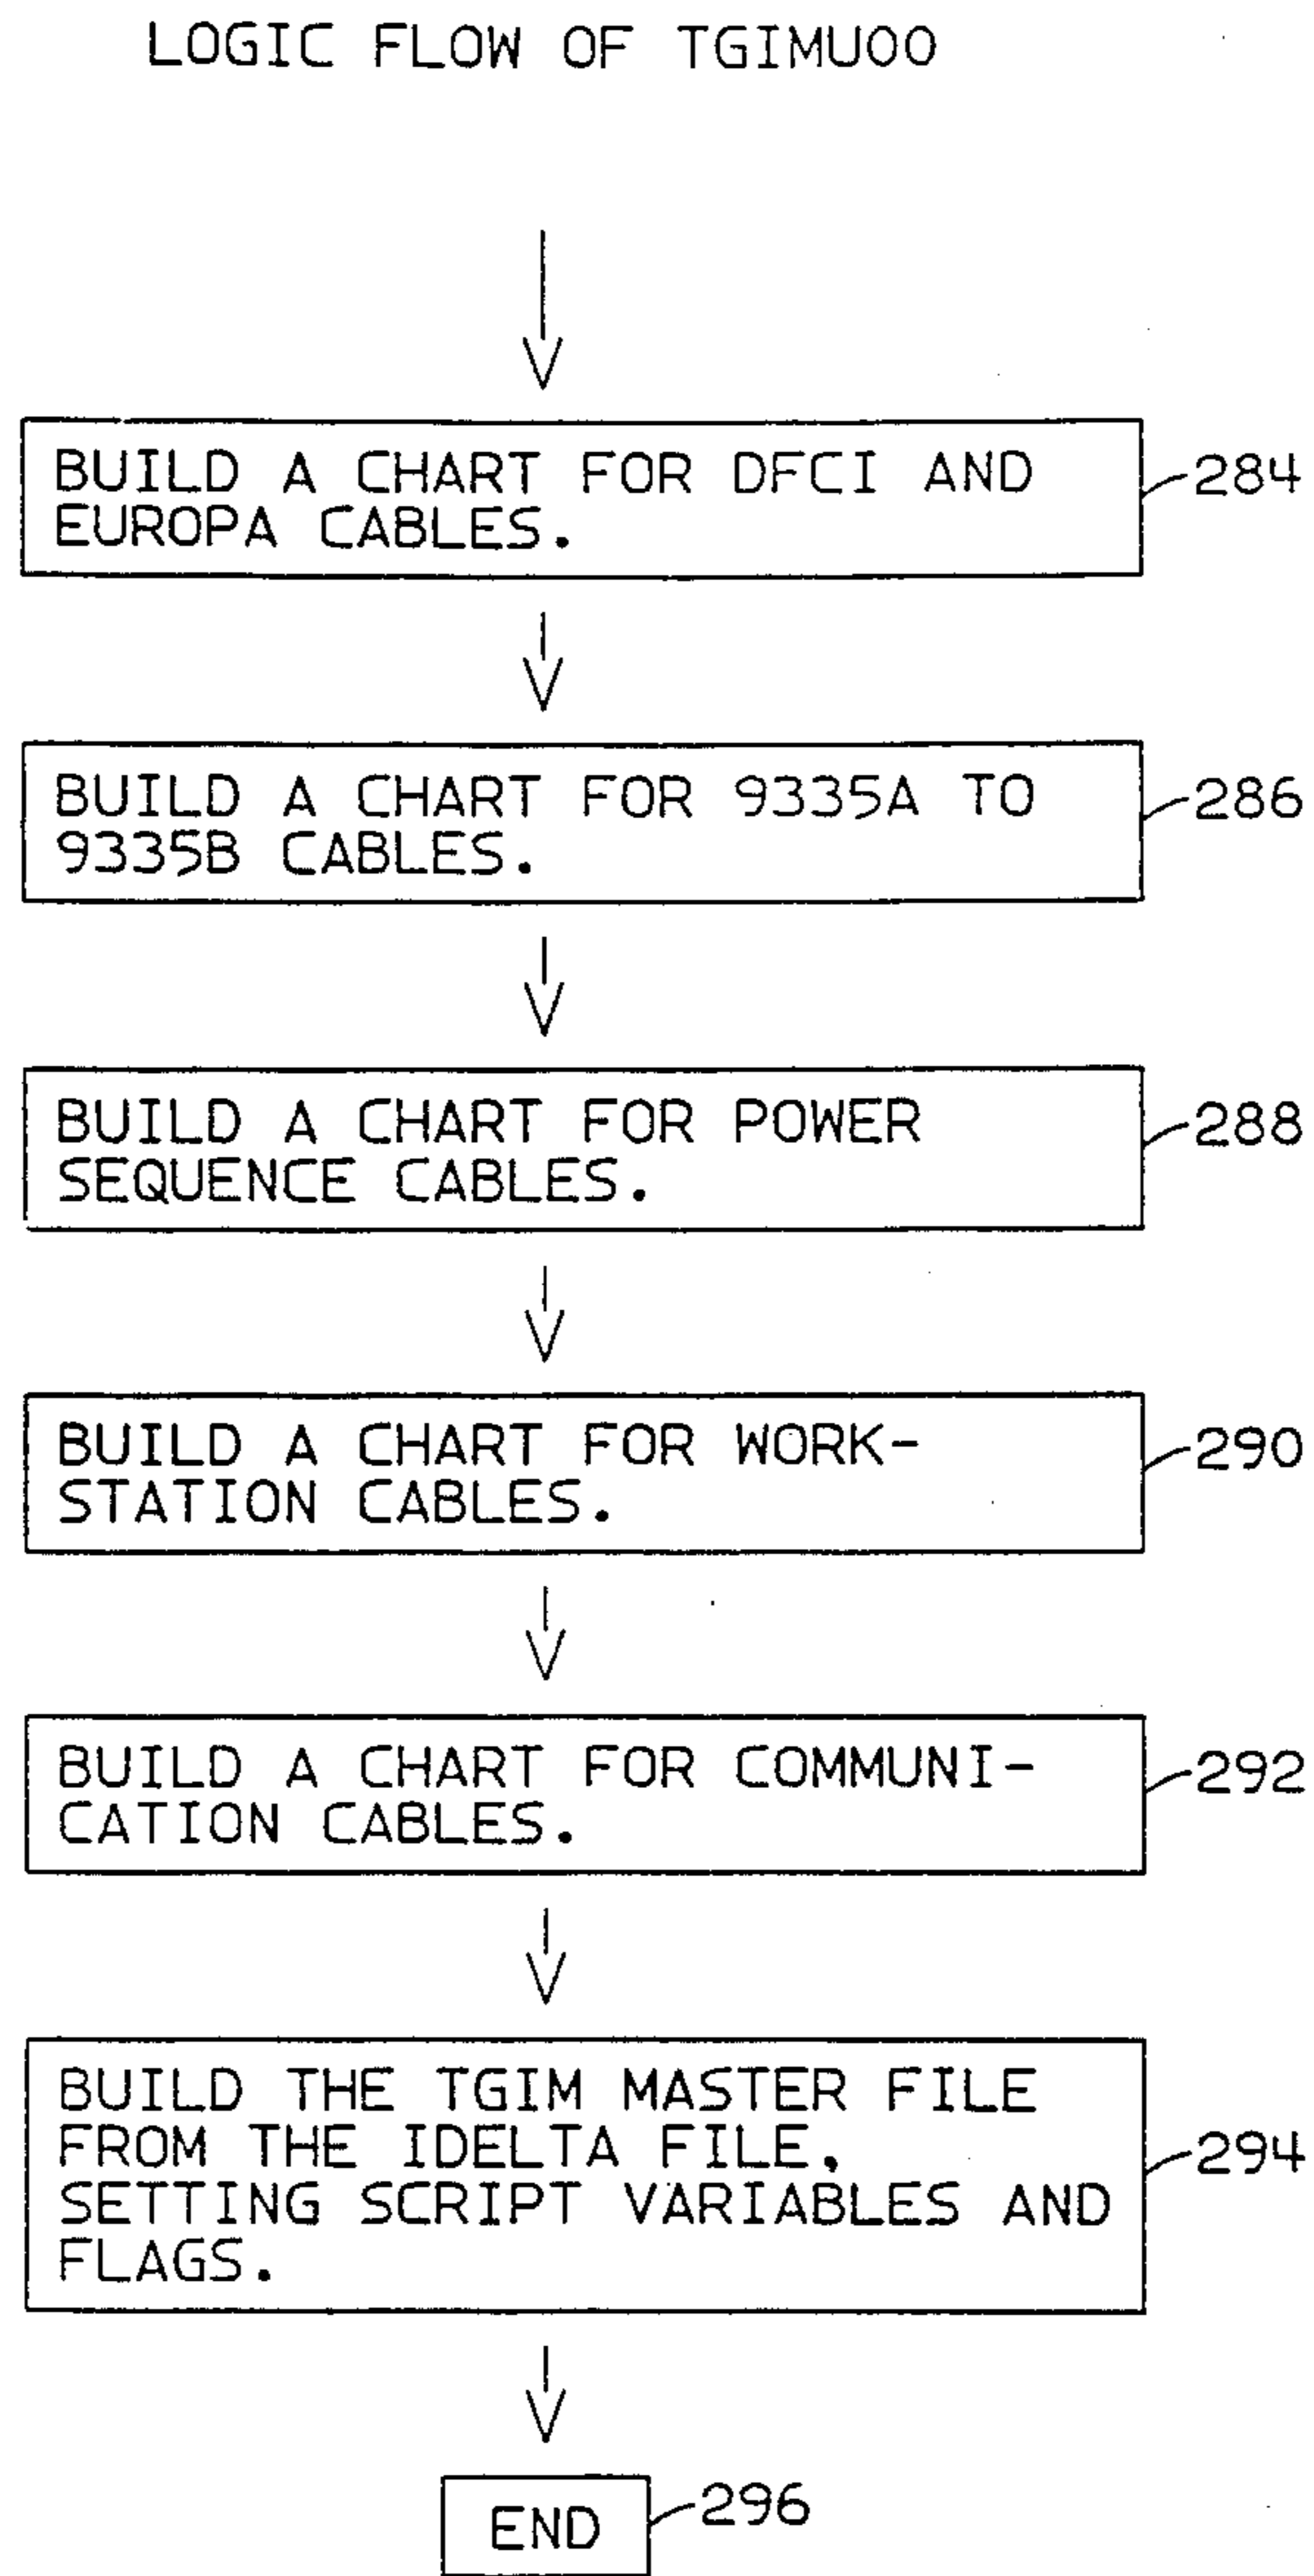 LOGIC FLOW OF TGIMU00
BUILD A CHART FOR DFCI AND
EUROPA CABLES.
284
BUILD A CHART FOR 9335A TO
9335B CABLES.
286
BUILD A CHART FOR POWER
SEQUENCE CABLES.
288
BUILD A CHART FOR WORK-
STATION CABLES.
290
BUILD A CHART FOR COMMUNI-
CATION CABLES.
292
BUILD THE TGIM MASTER FILE
FROM THE IDELTA FILE,
SETTING SCRIPT VARIABLES AND
FLAGS.
294
END
296